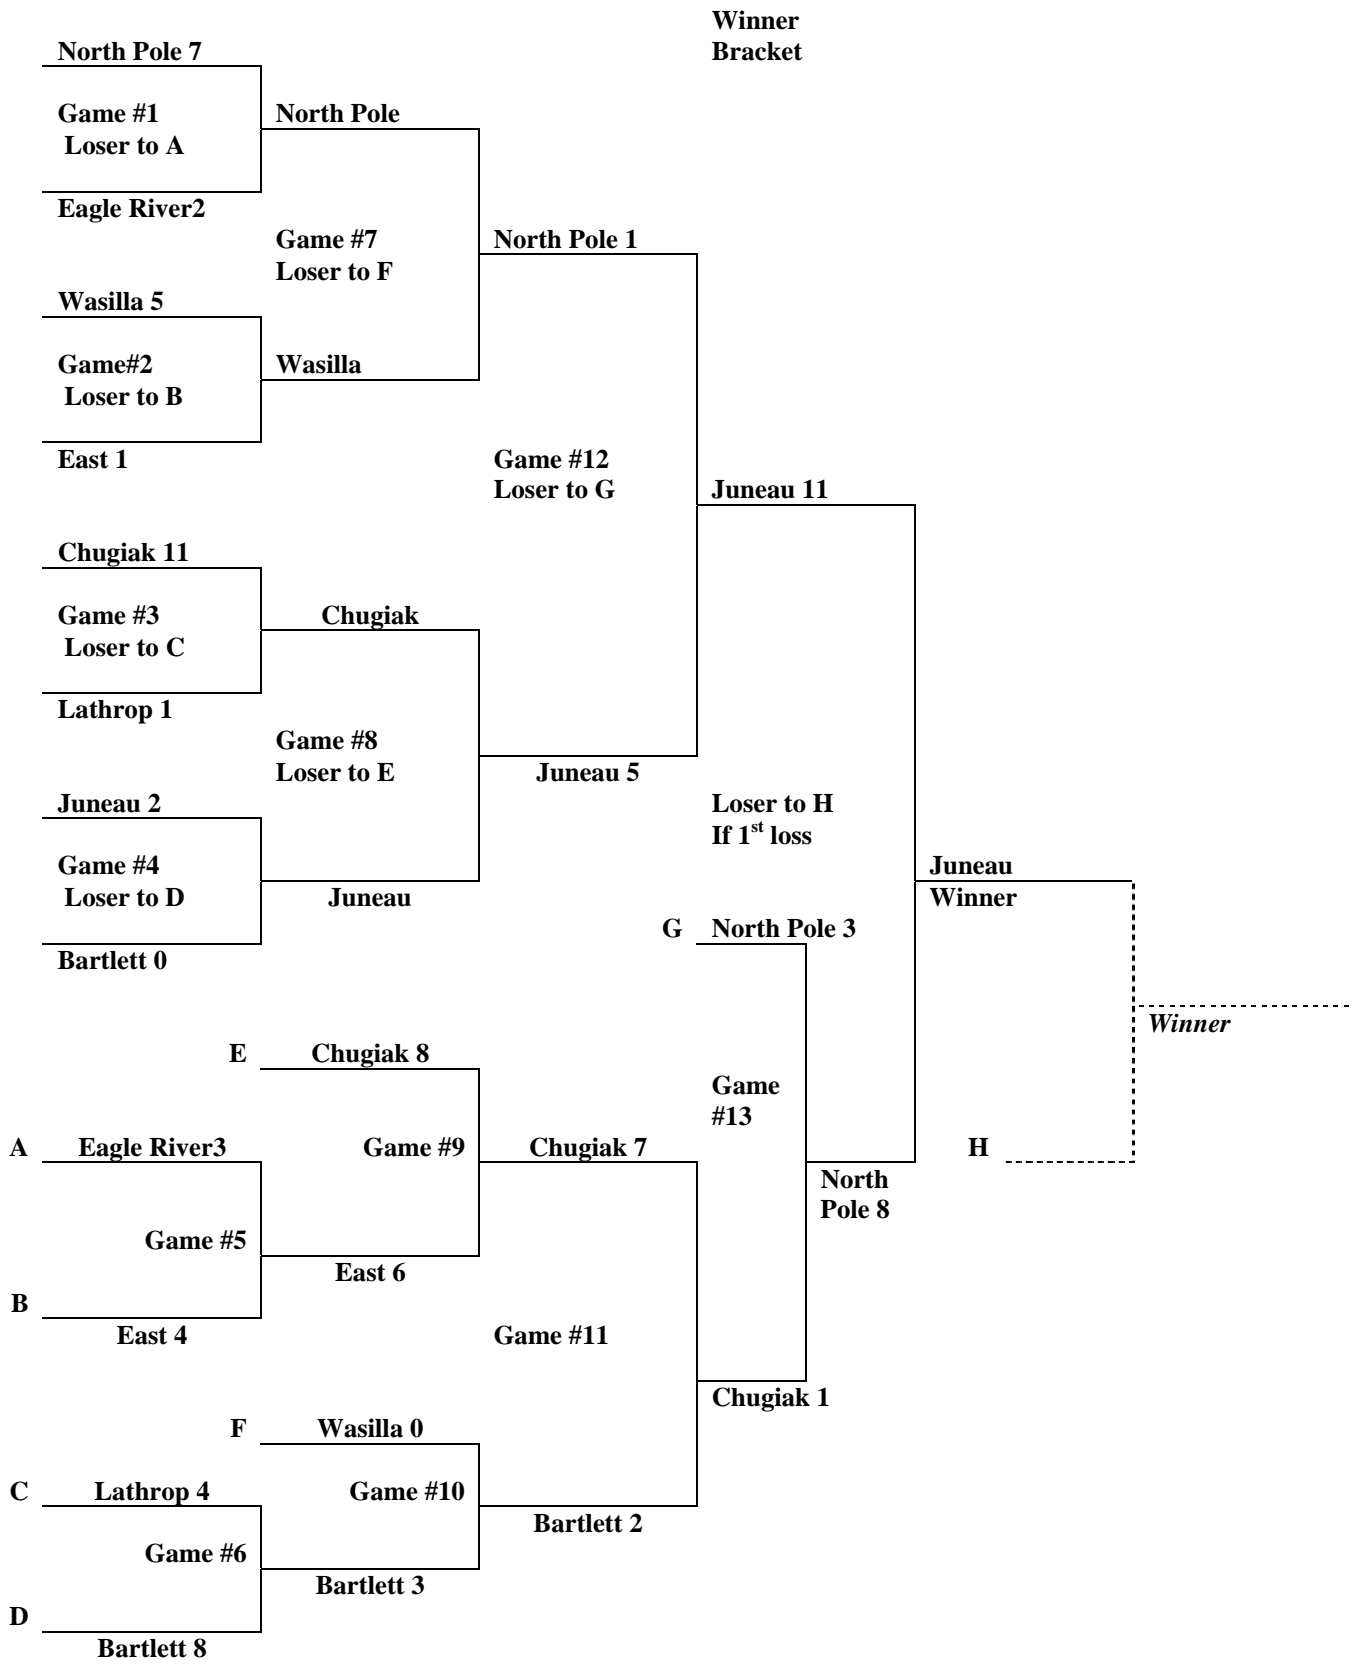 Winner
Bracket
North Pole 7
Game #1
Loser to A
North Pole
Eagle River2
Game #7
Loser to F
North Pole 1
Wasilla 5
Game#2
Loser to B
Wasilla
East 1
Game #12
Loser to G
Juneau 11
Chugiak 11
Game #3
Loser to C
Chugiak
Lathrop 1
Game #8
Loser to E
Juneau 5
Juneau 2
Loser to H
If 1st loss
Game #4
Loser to D
Juneau
Juneau
Winner
G
North Pole 3
Bartlett 0
Winner
E
Chugiak 8
Game
#13
A
Eagle River3
Game #9
Chugiak 7
H
North
Pole 8
Game #5
East 6
B
East 4
Game #11
Chugiak 1
F
Wasilla 0
C
Lathrop 4
Game #10
Bartlett 2
Game #6
Bartlett 3
D
Bartlett 8